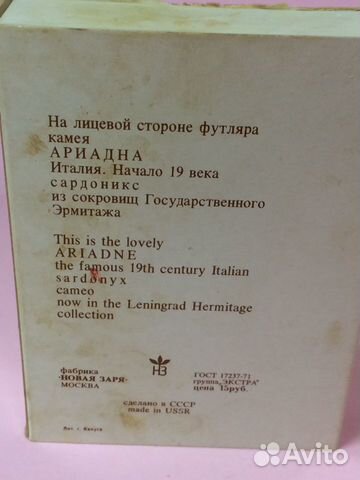 На лицевой стороне футляра
камея
АРИАДНА
Италия. Начало 19 века
сардоникс
из сокровищ Государственного
Эрмитажа
This is the lovely
ARIADNE
the famous 19th century Italian
sardonyx
cameo
now in the Leningrad Hermitage
collection
НЗ
фабрика
·НОВАЯ ЗАРЯ·
МОСКВА
ГОСТ 17237-71
группа „ЭКСТРА"
цена 15руб.
сделано в СССР
made in USSR
Лит. г. Калуга
Avito